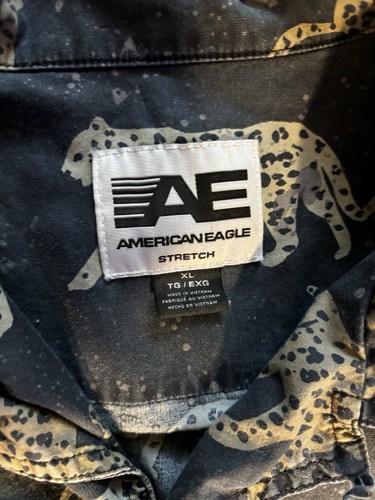 AE
AMERICAN EAGLE
STRETCH
XL
TG / EXG
MADE IN VIETNAM
FABRIQUÉ AU VIETNAM
HECHO EN VIETNAM